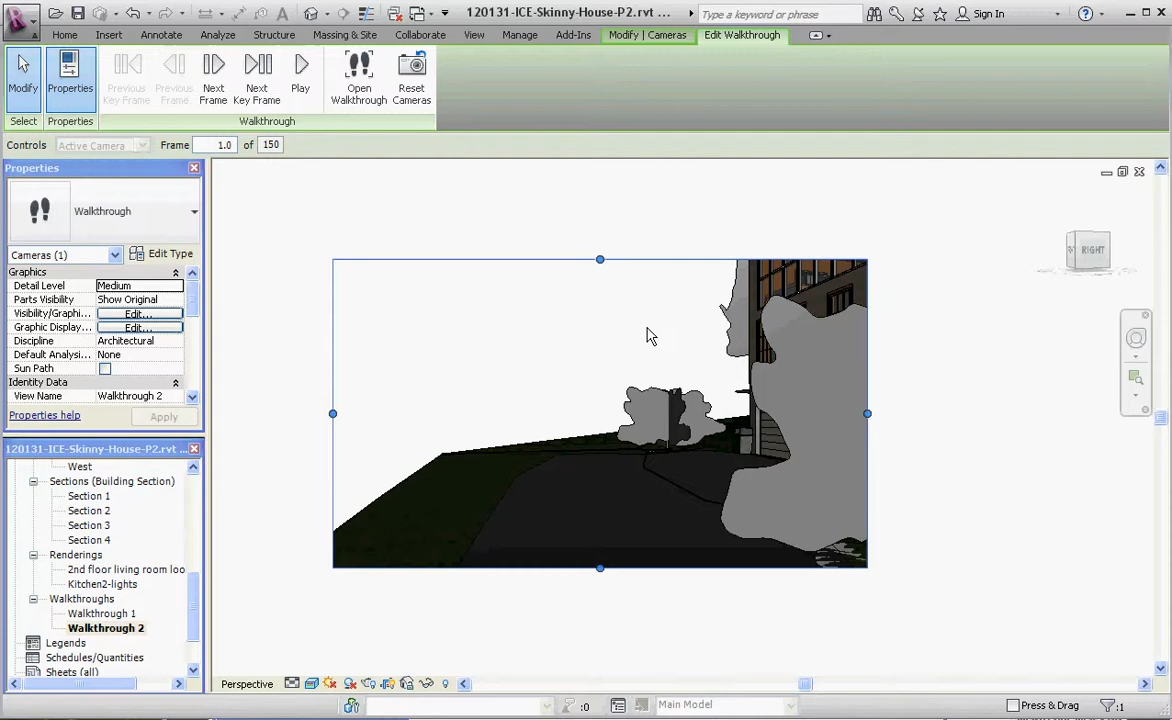 120131-ICE-Skinny-House-P2.rvt ...
Type a keyword or phrase
Sign In
Home Insert Annotate Analyze Structure Massing & Site Collaborate View Manage Add-Ins Modify | Cameras Edit Walkthrough
Modify
Properties
Previous Key Frame
Previous Frame
Next Frame
Next Key Frame
Play
Open Walkthrough
Reset Cameras
Select Properties Walkthrough
Controls Active Camera Frame 1.0 of 150
Properties
Walkthrough
Cameras (1) Edit Type
Graphics
Detail Level Medium
Parts Visibility Show Original
Visibility/Graphi... Edit...
Graphic Display... Edit...
Discipline Architectural
Default Analysi... None
Sun Path
Identity Data
View Name Walkthrough 2
Properties help Apply
120131-ICE-Skinny-House-P2.rvt ...
West
Sections (Building Section)
Section 1
Section 2
Section 3
Section 4
Renderings
2nd floor living room loo
Kitchen2-lights
Walkthroughs
Walkthrough 1
Walkthrough 2
Legends
Schedules/Quantities
Sheets (all)
RIGHT
Perspective
:0 Main Model Press & Drag :1